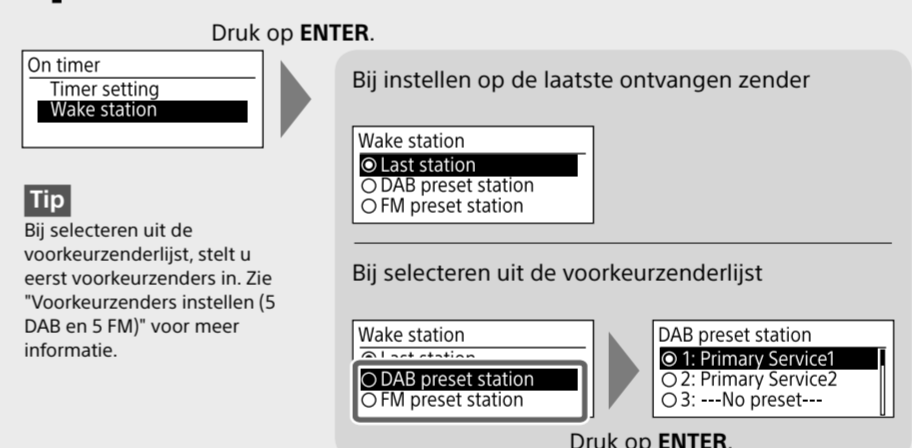 Druk op ENTER.
On timer
Timer setting
Wake station
Tip
Bij selecteren uit de
voorkeurzenderlijst, stelt u
eerst voorkeurzenders in. Zie
"Voorkeurzenders instellen (5
DAB en 5 FM)" voor meer
informatie.
Bij instellen op de laatste ontvangen zender
Wake station
Last station
DAB preset station
FM preset station
Bij selecteren uit de voorkeurzenderlijst
Wake station
Last station
DAB preset station
FM preset station
DAB preset station
1: Primary Service1
2: Primary Service2
3: ---No preset---
Druk op ENTER.